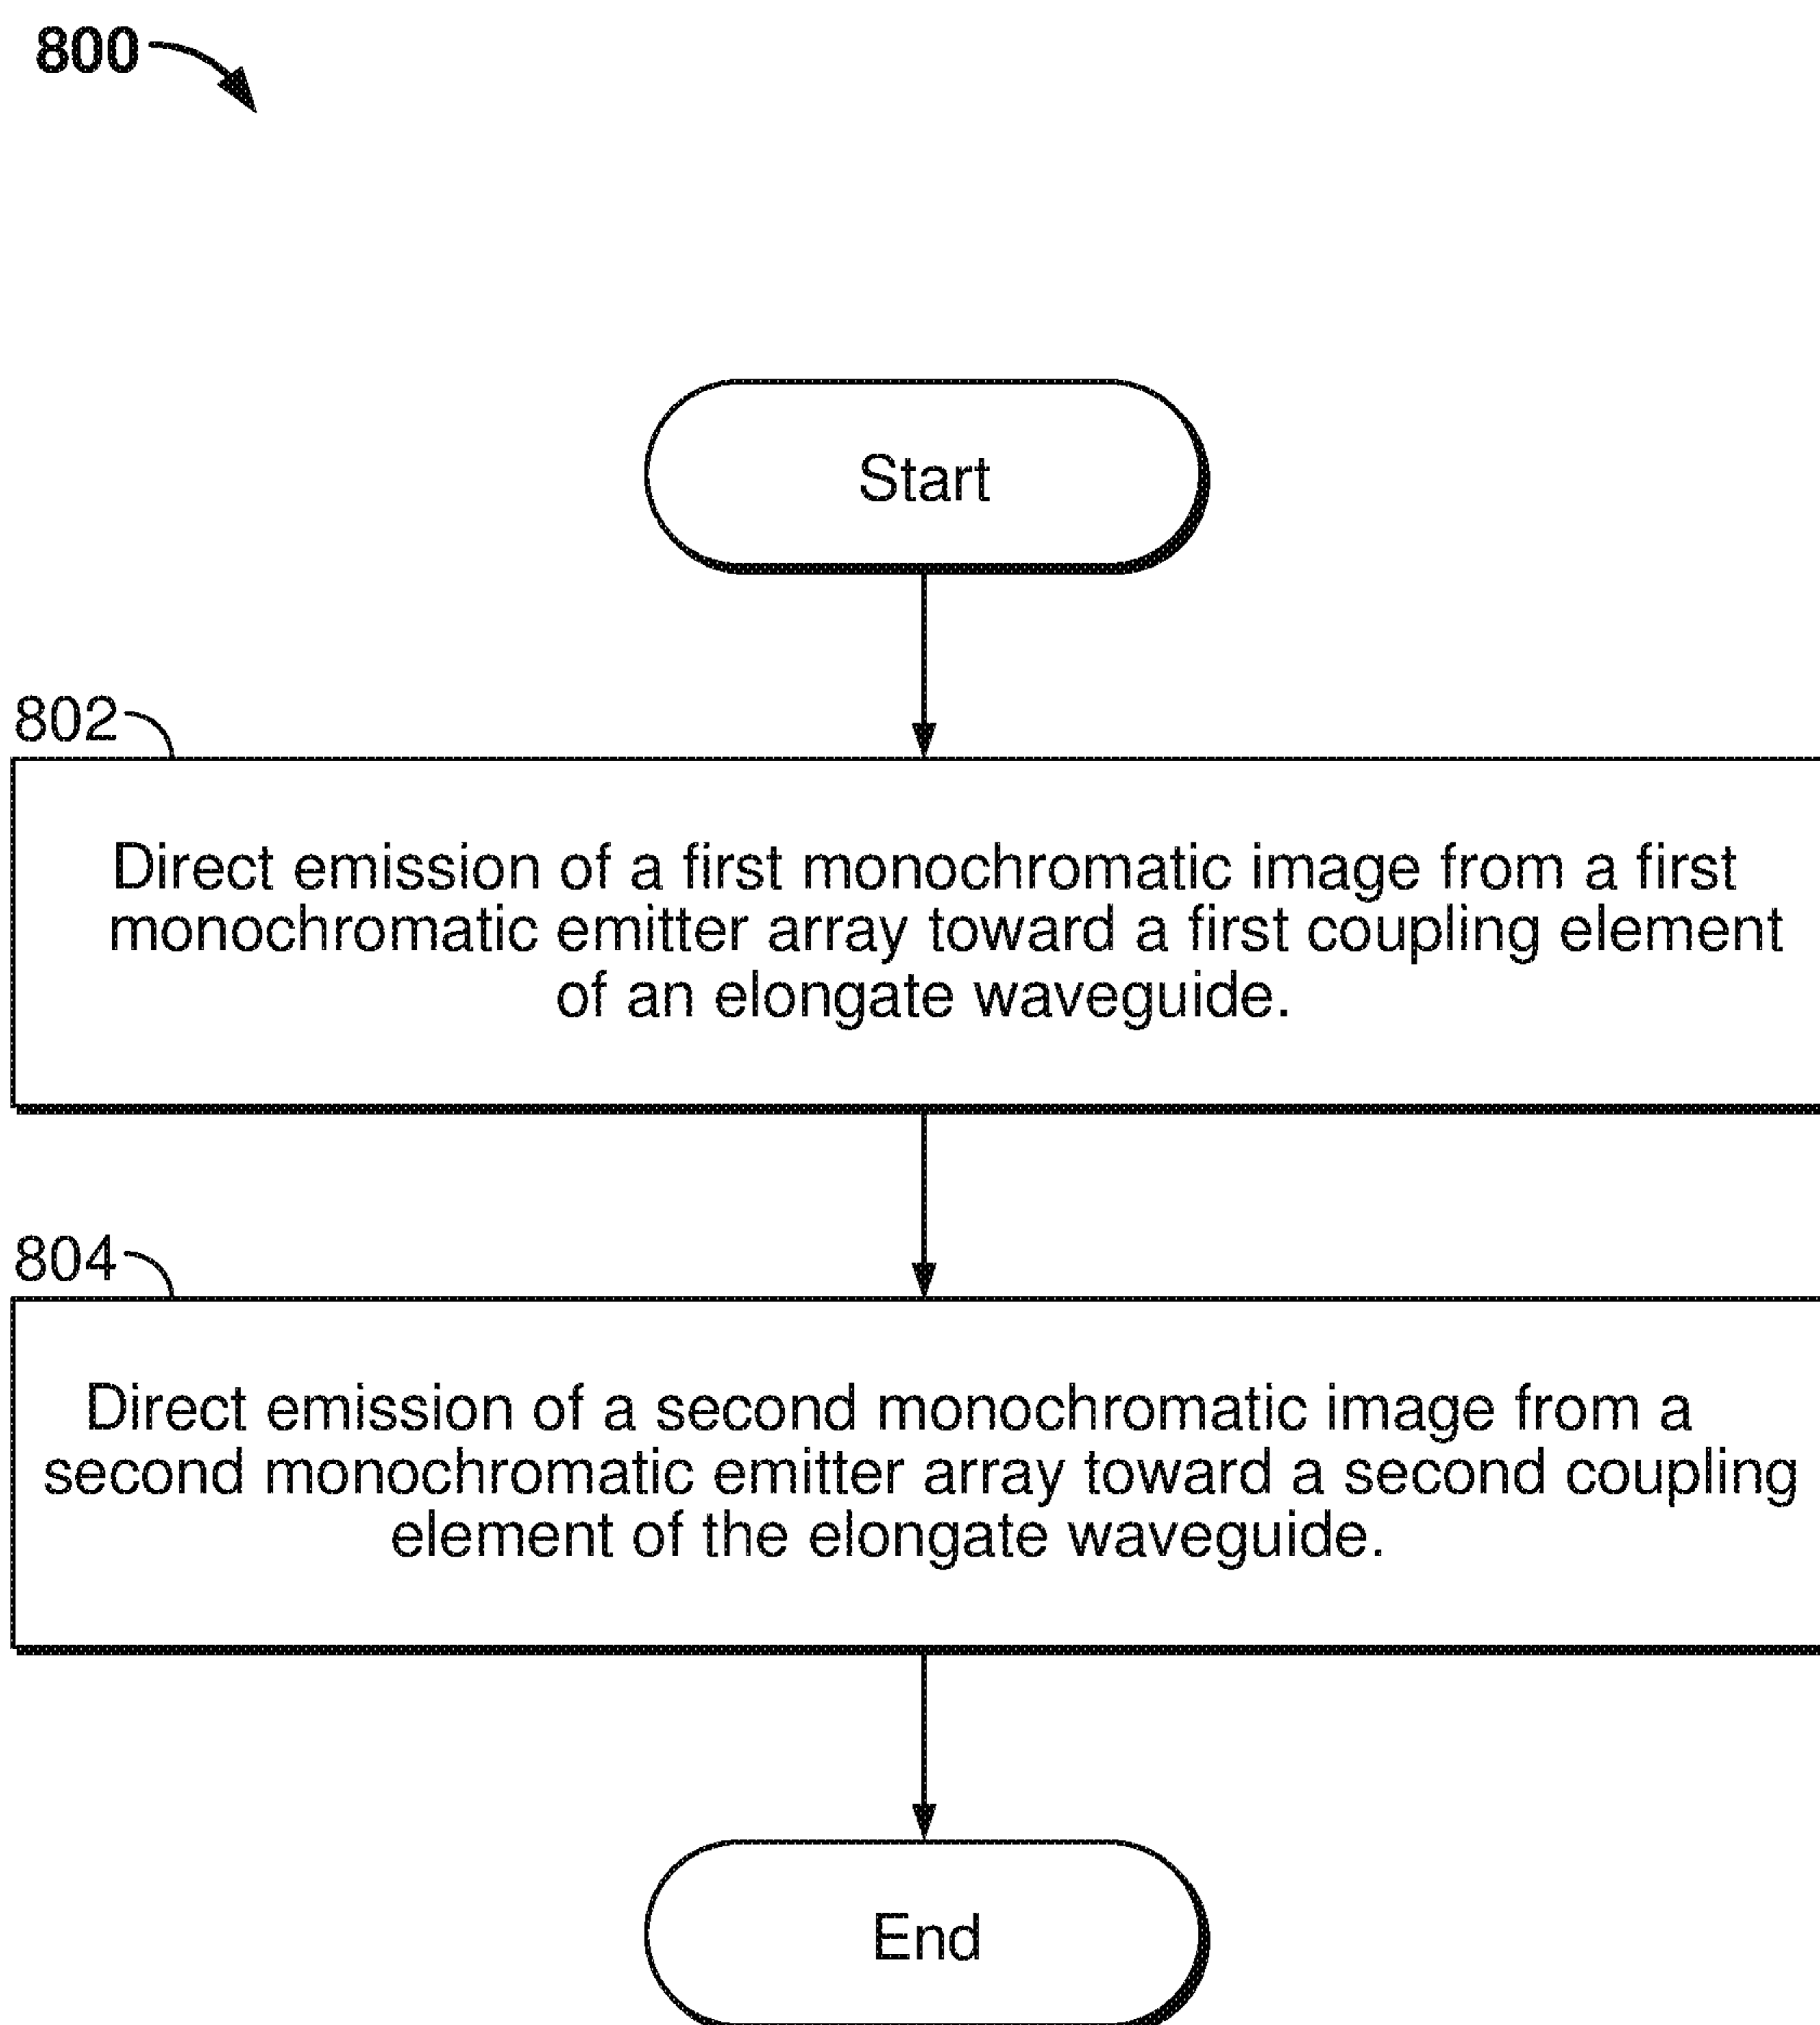 800
Start
802
Direct emission of a first monochromatic image from a first
monochromatic emitter array toward a first coupling element
of an elongate waveguide.
804
Direct emission of a second monochromatic image from a
second monochromatic emitter array toward a second coupling
element of the elongate waveguide.
End